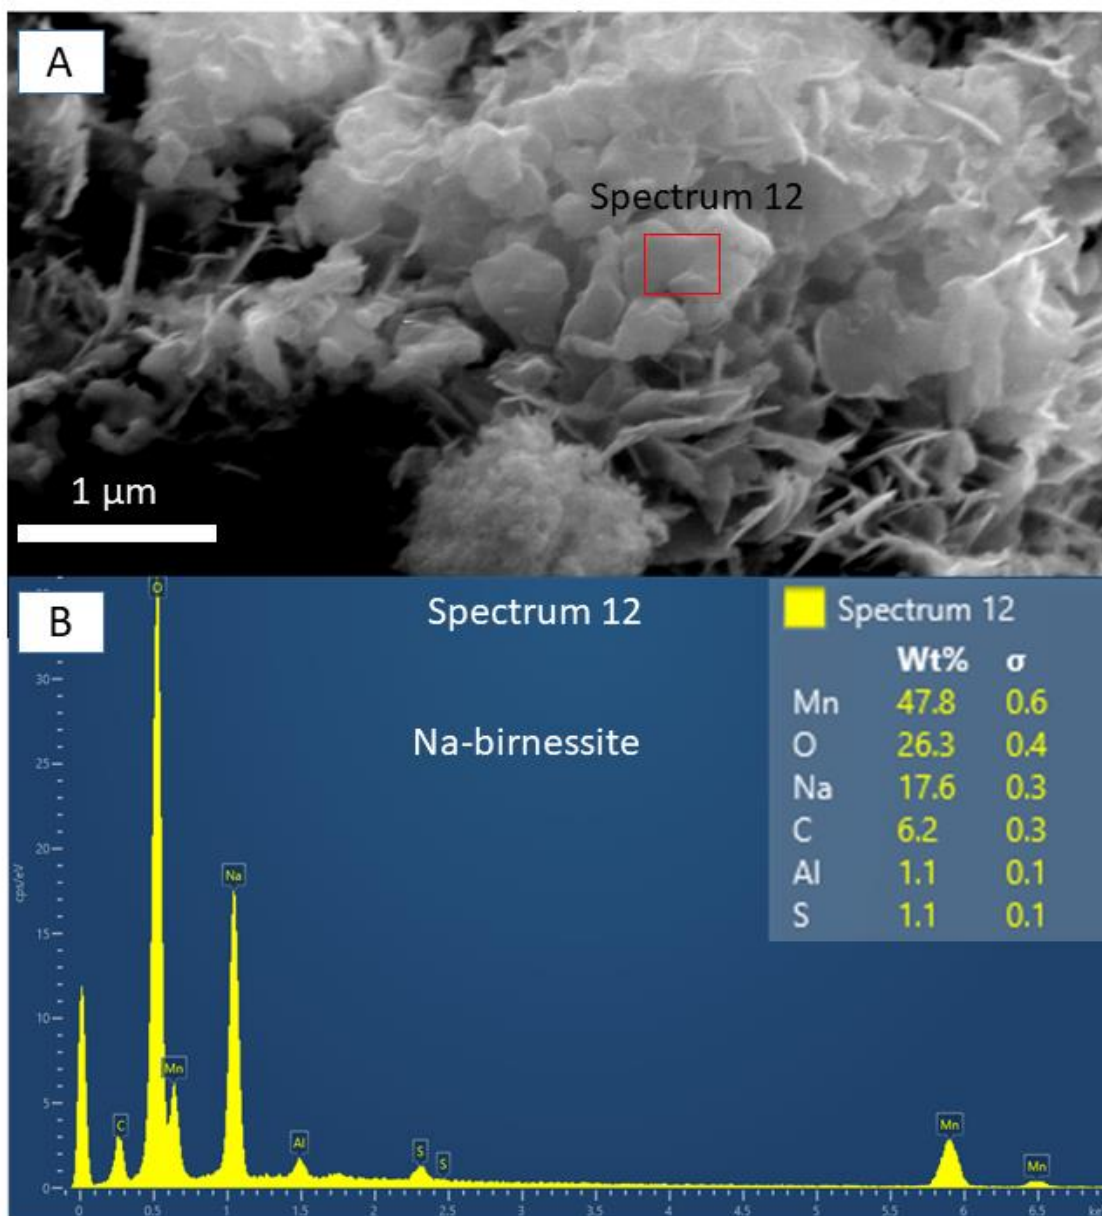 A
Spectrum 12
1 μm
B
Spectrum 12
Na-birnessite
Spectrum 12
Wt% σ
Mn 47.8 0.6
O 26.3 0.4
Na 17.6 0.3
C 6.2 0.3
Al 1.1 0.1
S 1.1 0.1
cps/eV
30
25
20
15
10
5
0
O
Na
Mn
C
Al
S
S
Mn
Mn
0 0.5 1 1.5 2 2.5 3 3.5 4 4.5 5 5.5 6 6.5